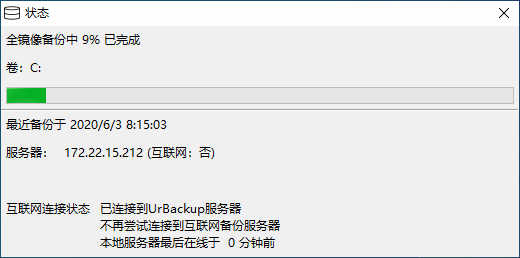 状态
全镜像备份中 9% 已完成
卷：C:
最近备份于 2020/6/3 8:15:03
服务器： 172.22.15.212 (互联网：否)
互联网连接状态 已连接到UrBackup服务器
不再尝试连接到互联网备份服务器
本地服务器最后在线于 0 分钟前